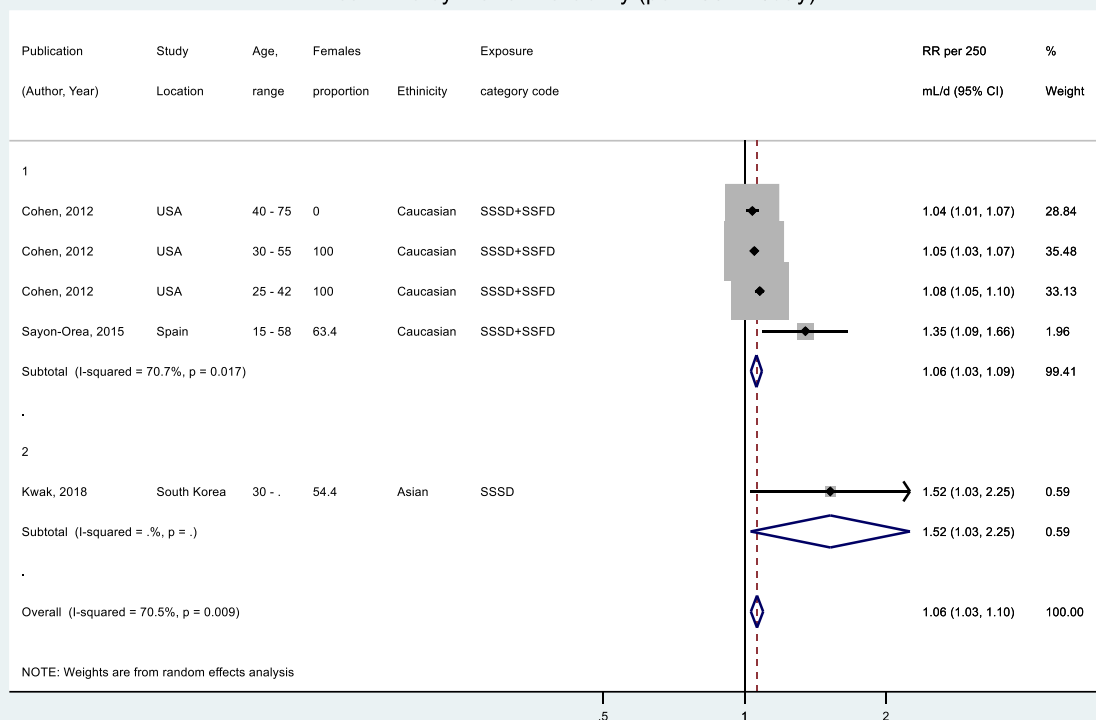 Publication Study Age, Females Exposure RR per 250 %
(Author, Year) Location range proportion Ethinicity category code mL/d (95% CI) Weight
1
Cohen, 2012 USA 40 - 75 0 Caucasian SSSD+SSFD 1.04 (1.01, 1.07) 28.84
Cohen, 2012 USA 30 - 55 100 Caucasian SSSD+SSFD 1.05 (1.03, 1.07) 35.48
Cohen, 2012 USA 25 - 42 100 Caucasian SSSD+SSFD 1.08 (1.05, 1.10) 33.13
Sayon-Orea, 2015 Spain 15 - 58 63.4 Caucasian SSSD+SSFD 1.35 (1.09, 1.66) 1.96
Subtotal (I-squared = 70.7%, p = 0.017) 1.06 (1.03, 1.09) 99.41
.
2
Kwak, 2018 South Korea 30 - . 54.4 Asian SSSD 1.52 (1.03, 2.25) 0.59
Subtotal (I-squared = .%, p = .) 1.52 (1.03, 2.25) 0.59
.
Overall (I-squared = 70.5%, p = 0.009) 1.06 (1.03, 1.10) 100.00
NOTE: Weights are from random effects analysis
.5 1 2